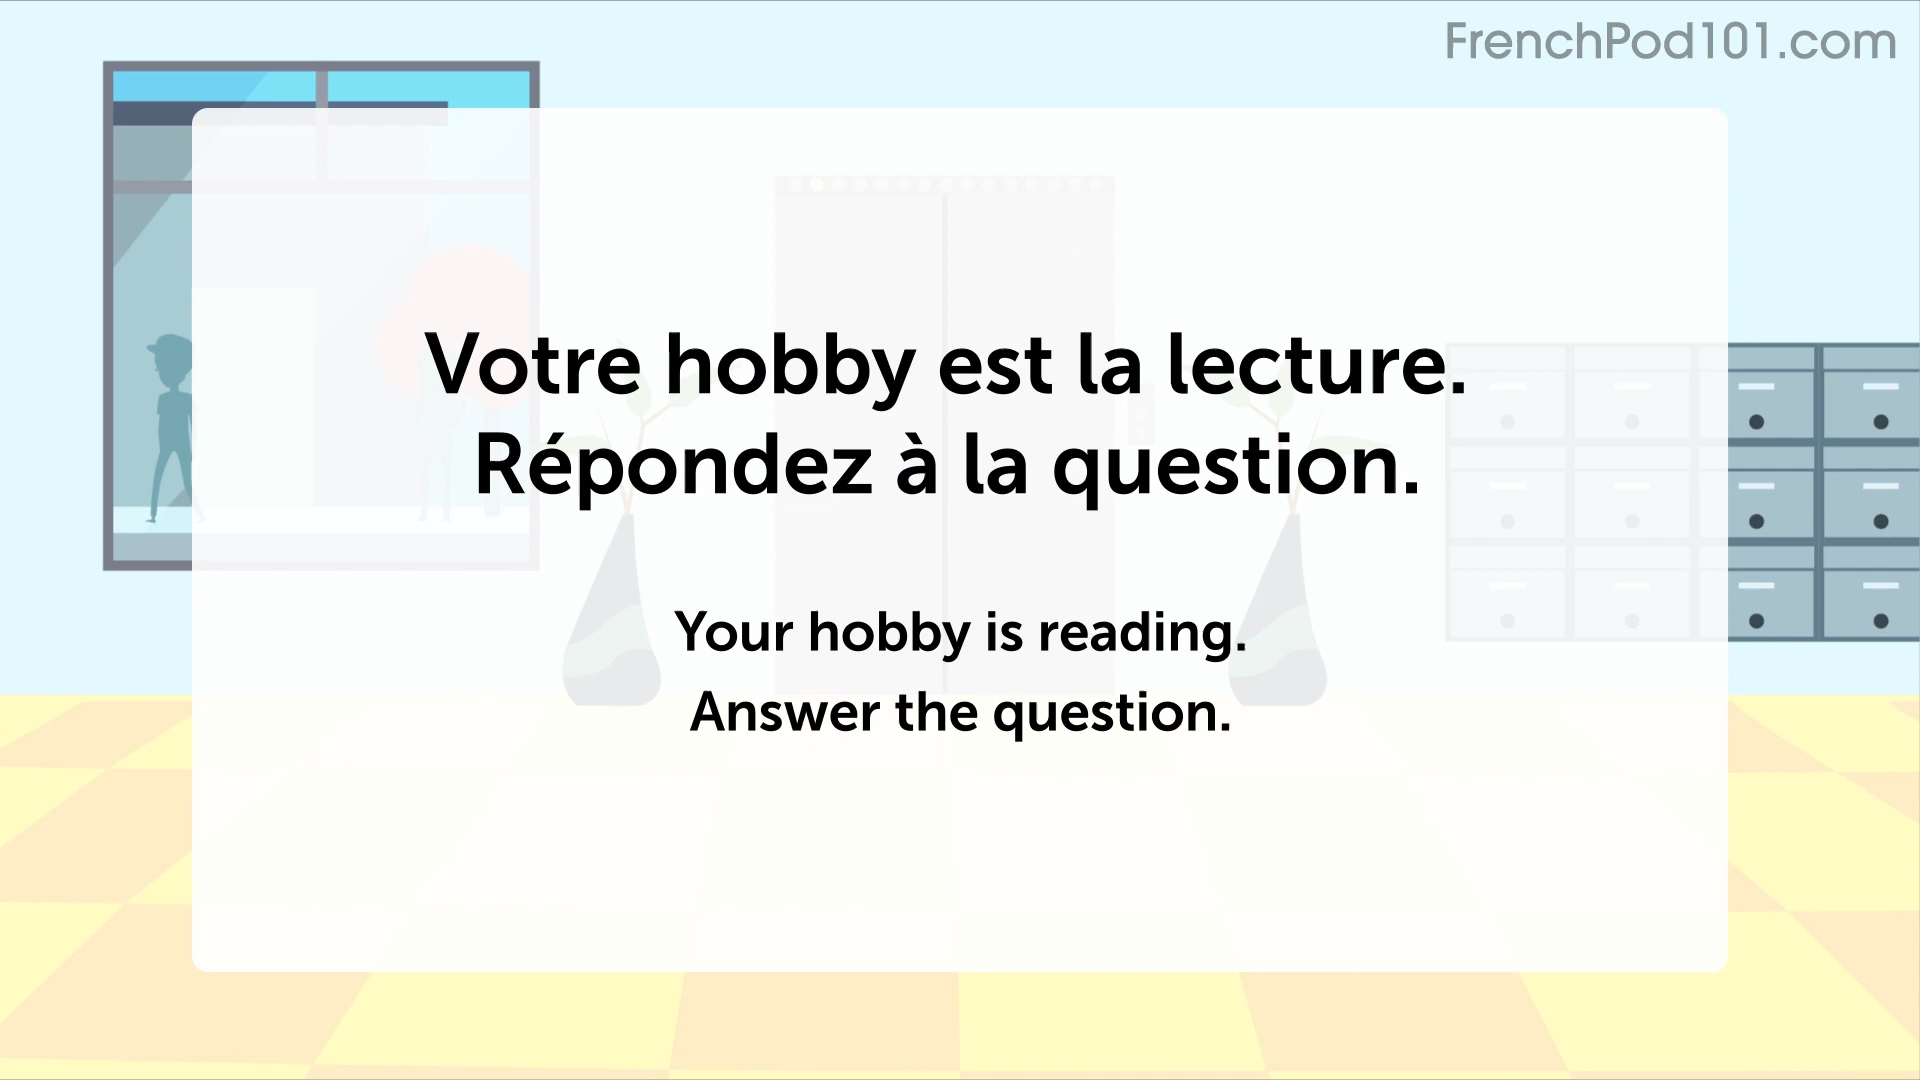 FrenchPod101.com
Votre hobby est la lecture.
Répondez à la question.
Your hobby is reading.
Answer the question.